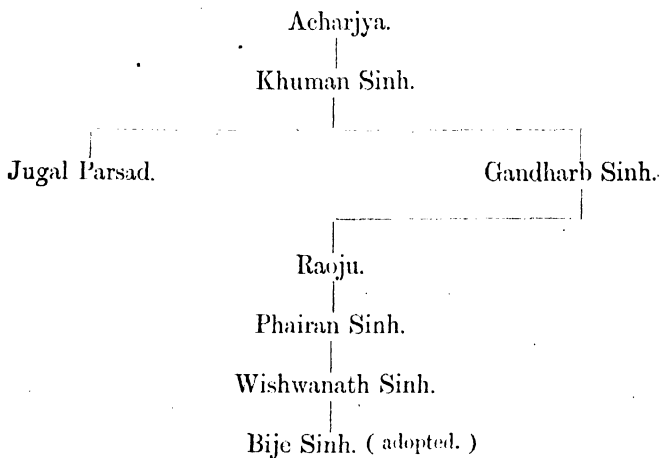 Acharjya.
Khuman Sinh.
Jugal Parsad. Gandharb Sinh.
Raoju.
Phairan Sinh.
Wishwanath Sinh.
Bije Sinh. ( adopted. )